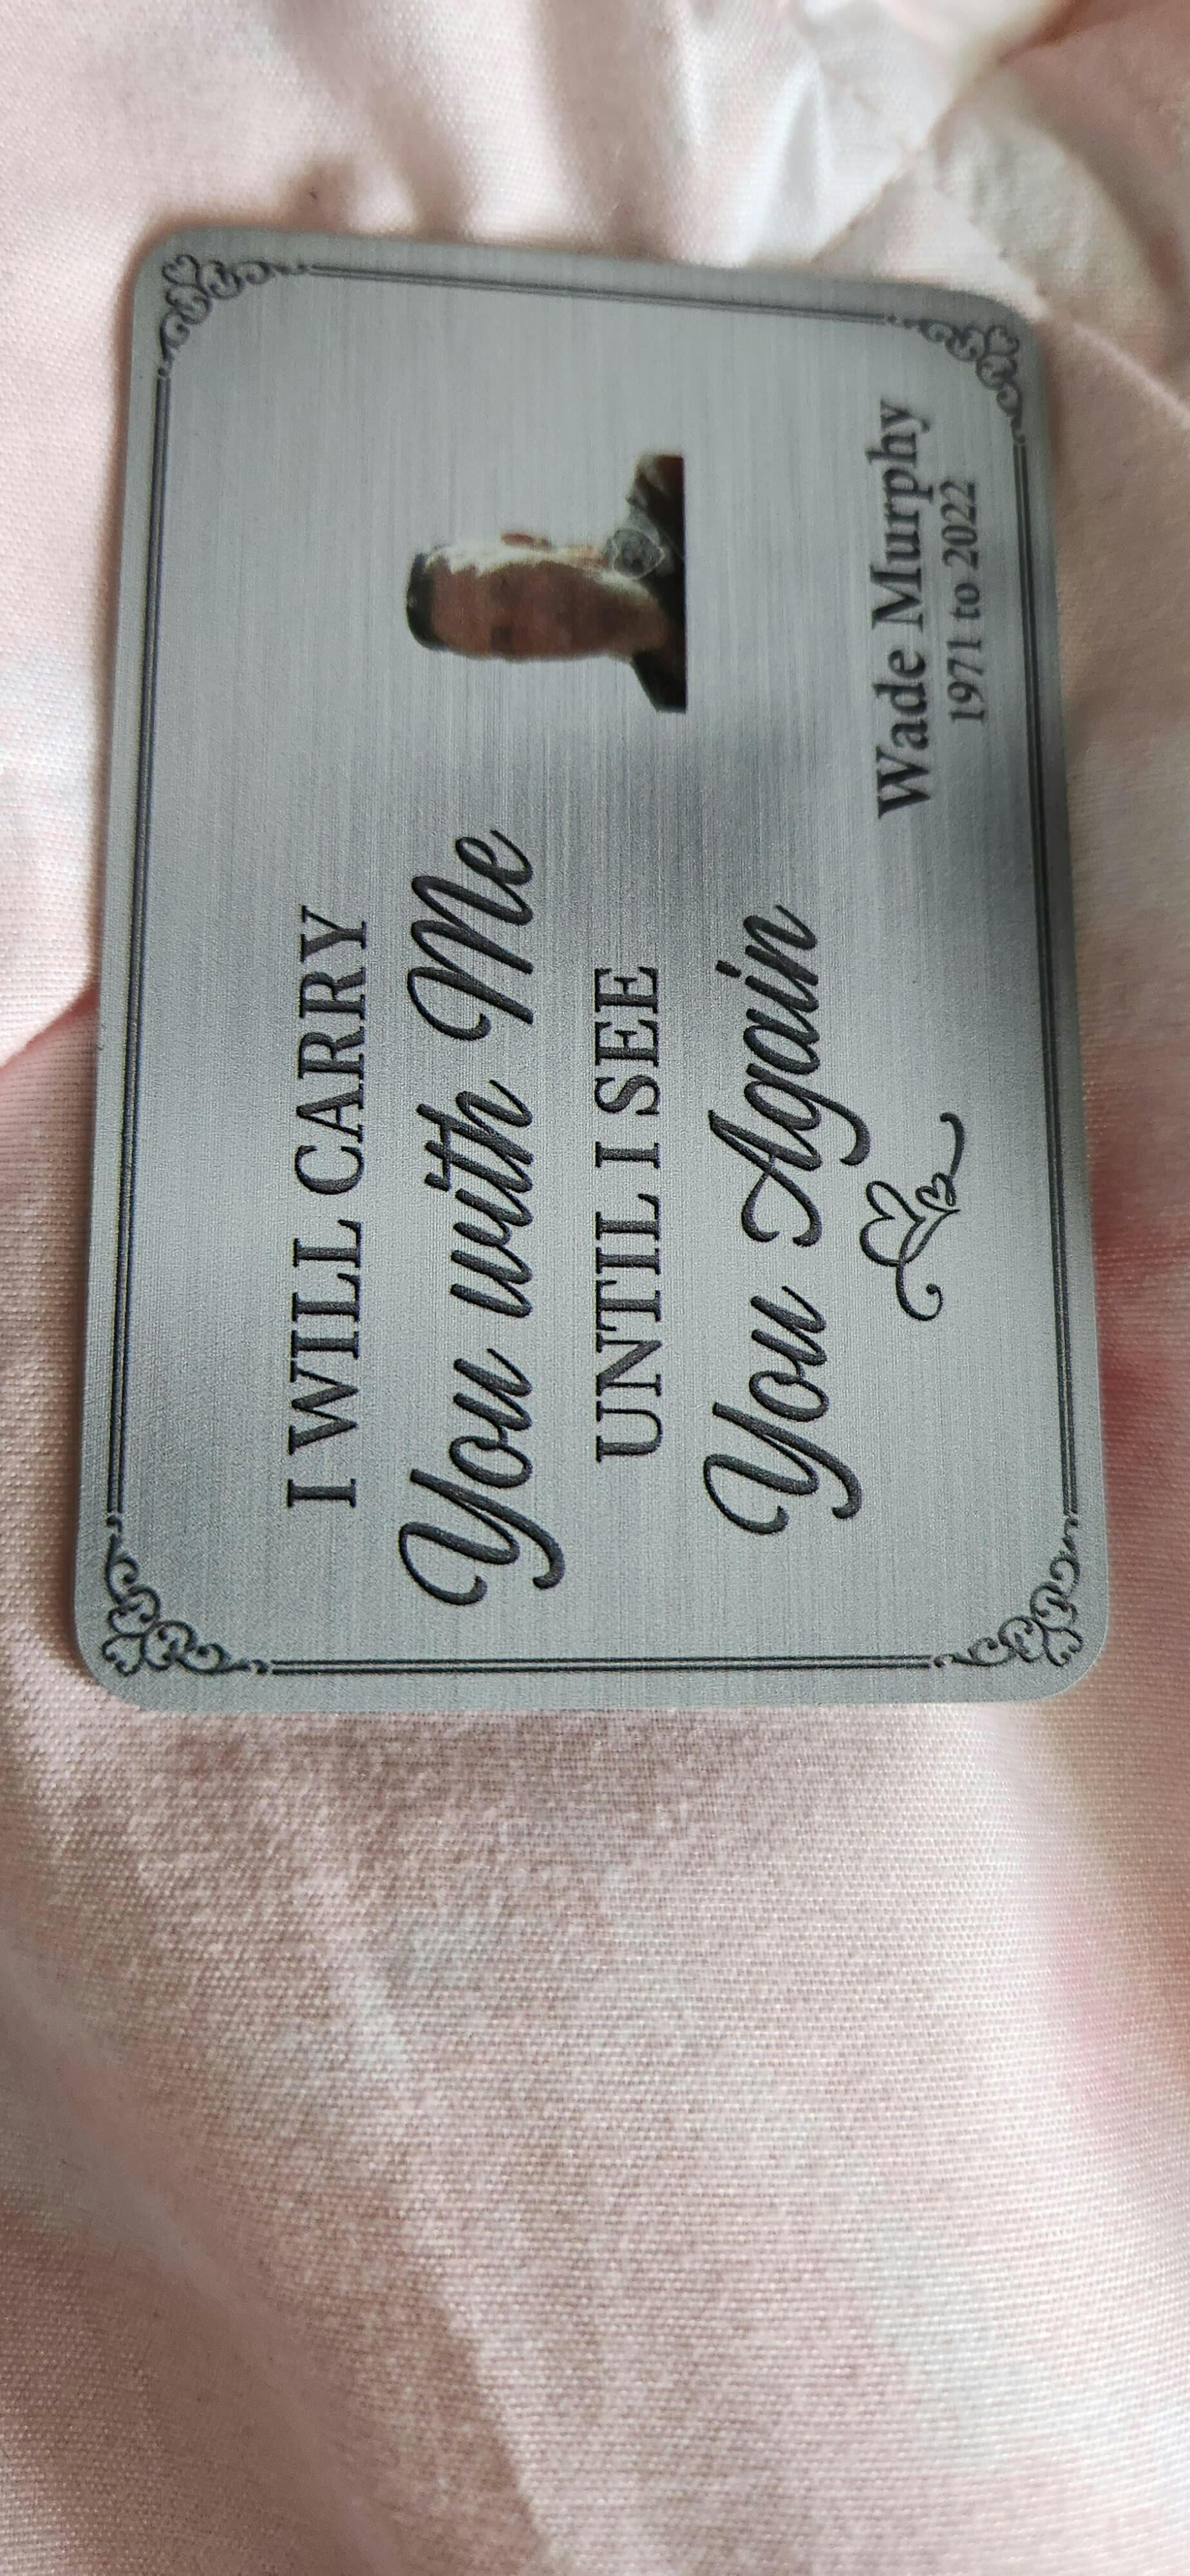 I WILL CARRY
You with Me
UNTIL I SEE
You Again
Wade Murphy
1971 to 2022